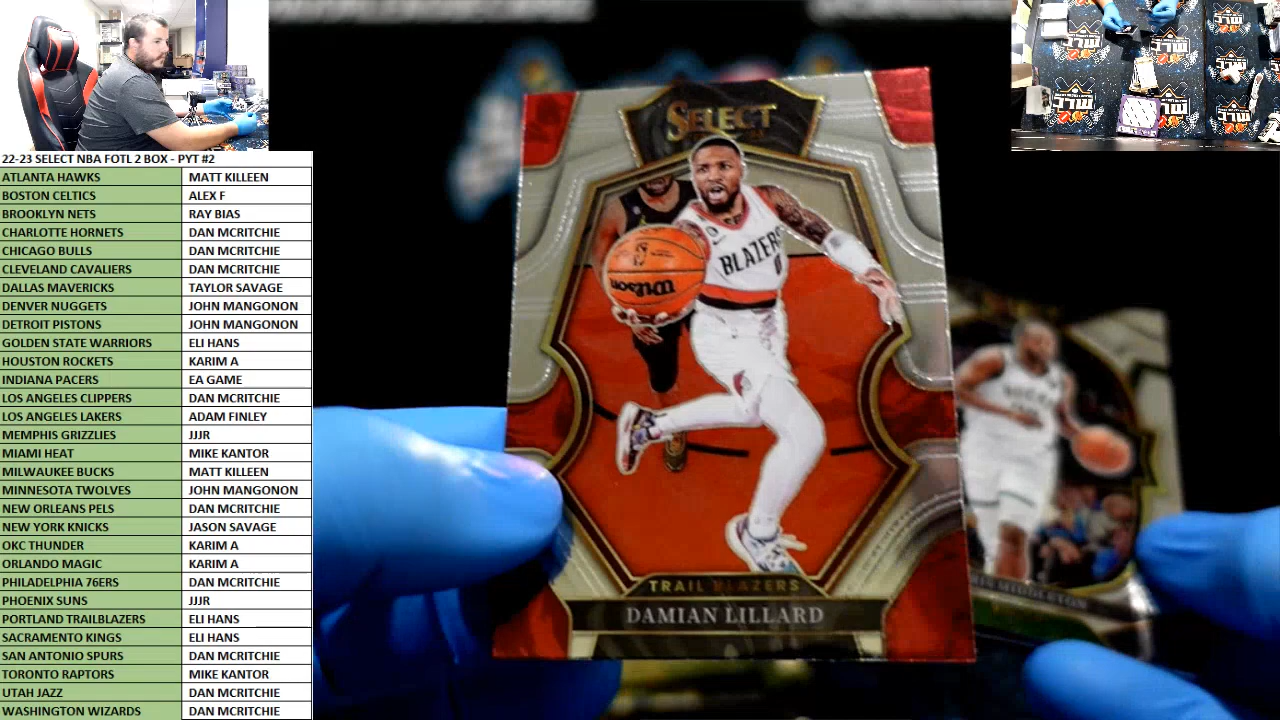 22-23 SELECT NBA FOTL 2 BOX - PYT #2
ATLANTA HAWKS MATT KILLEEN
BOSTON CELTICS ALEX F
BROOKLYN NETS RAY BIAS
CHARLOTTE HORNETS DAN MCRITCHIE
CHICAGO BULLS DAN MCRITCHIE
CLEVELAND CAVALIERS DAN MCRITCHIE
DALLAS MAVERICKS TAYLOR SAVAGE
DENVER NUGGETS JOHN MANGONON
DETROIT PISTONS JOHN MANGONON
GOLDEN STATE WARRIORS ELI HANS
HOUSTON ROCKETS KARIM A
INDIANA PACERS EA GAME
LOS ANGELES CLIPPERS DAN MCRITCHIE
LOS ANGELES LAKERS ADAM FINLEY
MEMPHIS GRIZZLIES JJJR
MIAMI HEAT MIKE KANTOR
MILWAUKEE BUCKS MATT KILLEEN
MINNESOTA TWOLVES JOHN MANGONON
NEW ORLEANS PELS DAN MCRITCHIE
NEW YORK KNICKS JASON SAVAGE
OKC THUNDER KARIM A
ORLANDO MAGIC KARIM A
PHILADELPHIA 76ERS DAN MCRITCHIE
PHOENIX SUNS JJJR
PORTLAND TRAILBLAZERS ELI HANS
SACRAMENTO KINGS ELI HANS
SAN ANTONIO SPURS DAN MCRITCHIE
TORONTO RAPTORS MIKE KANTOR
UTAH JAZZ DAN MCRITCHIE
WASHINGTON WIZARDS DAN MCRITCHIE
SELECT
BLAZERS
0
Wilson
TRAIL BLAZERS
DAMIAN LILLARD
MIDDLETON